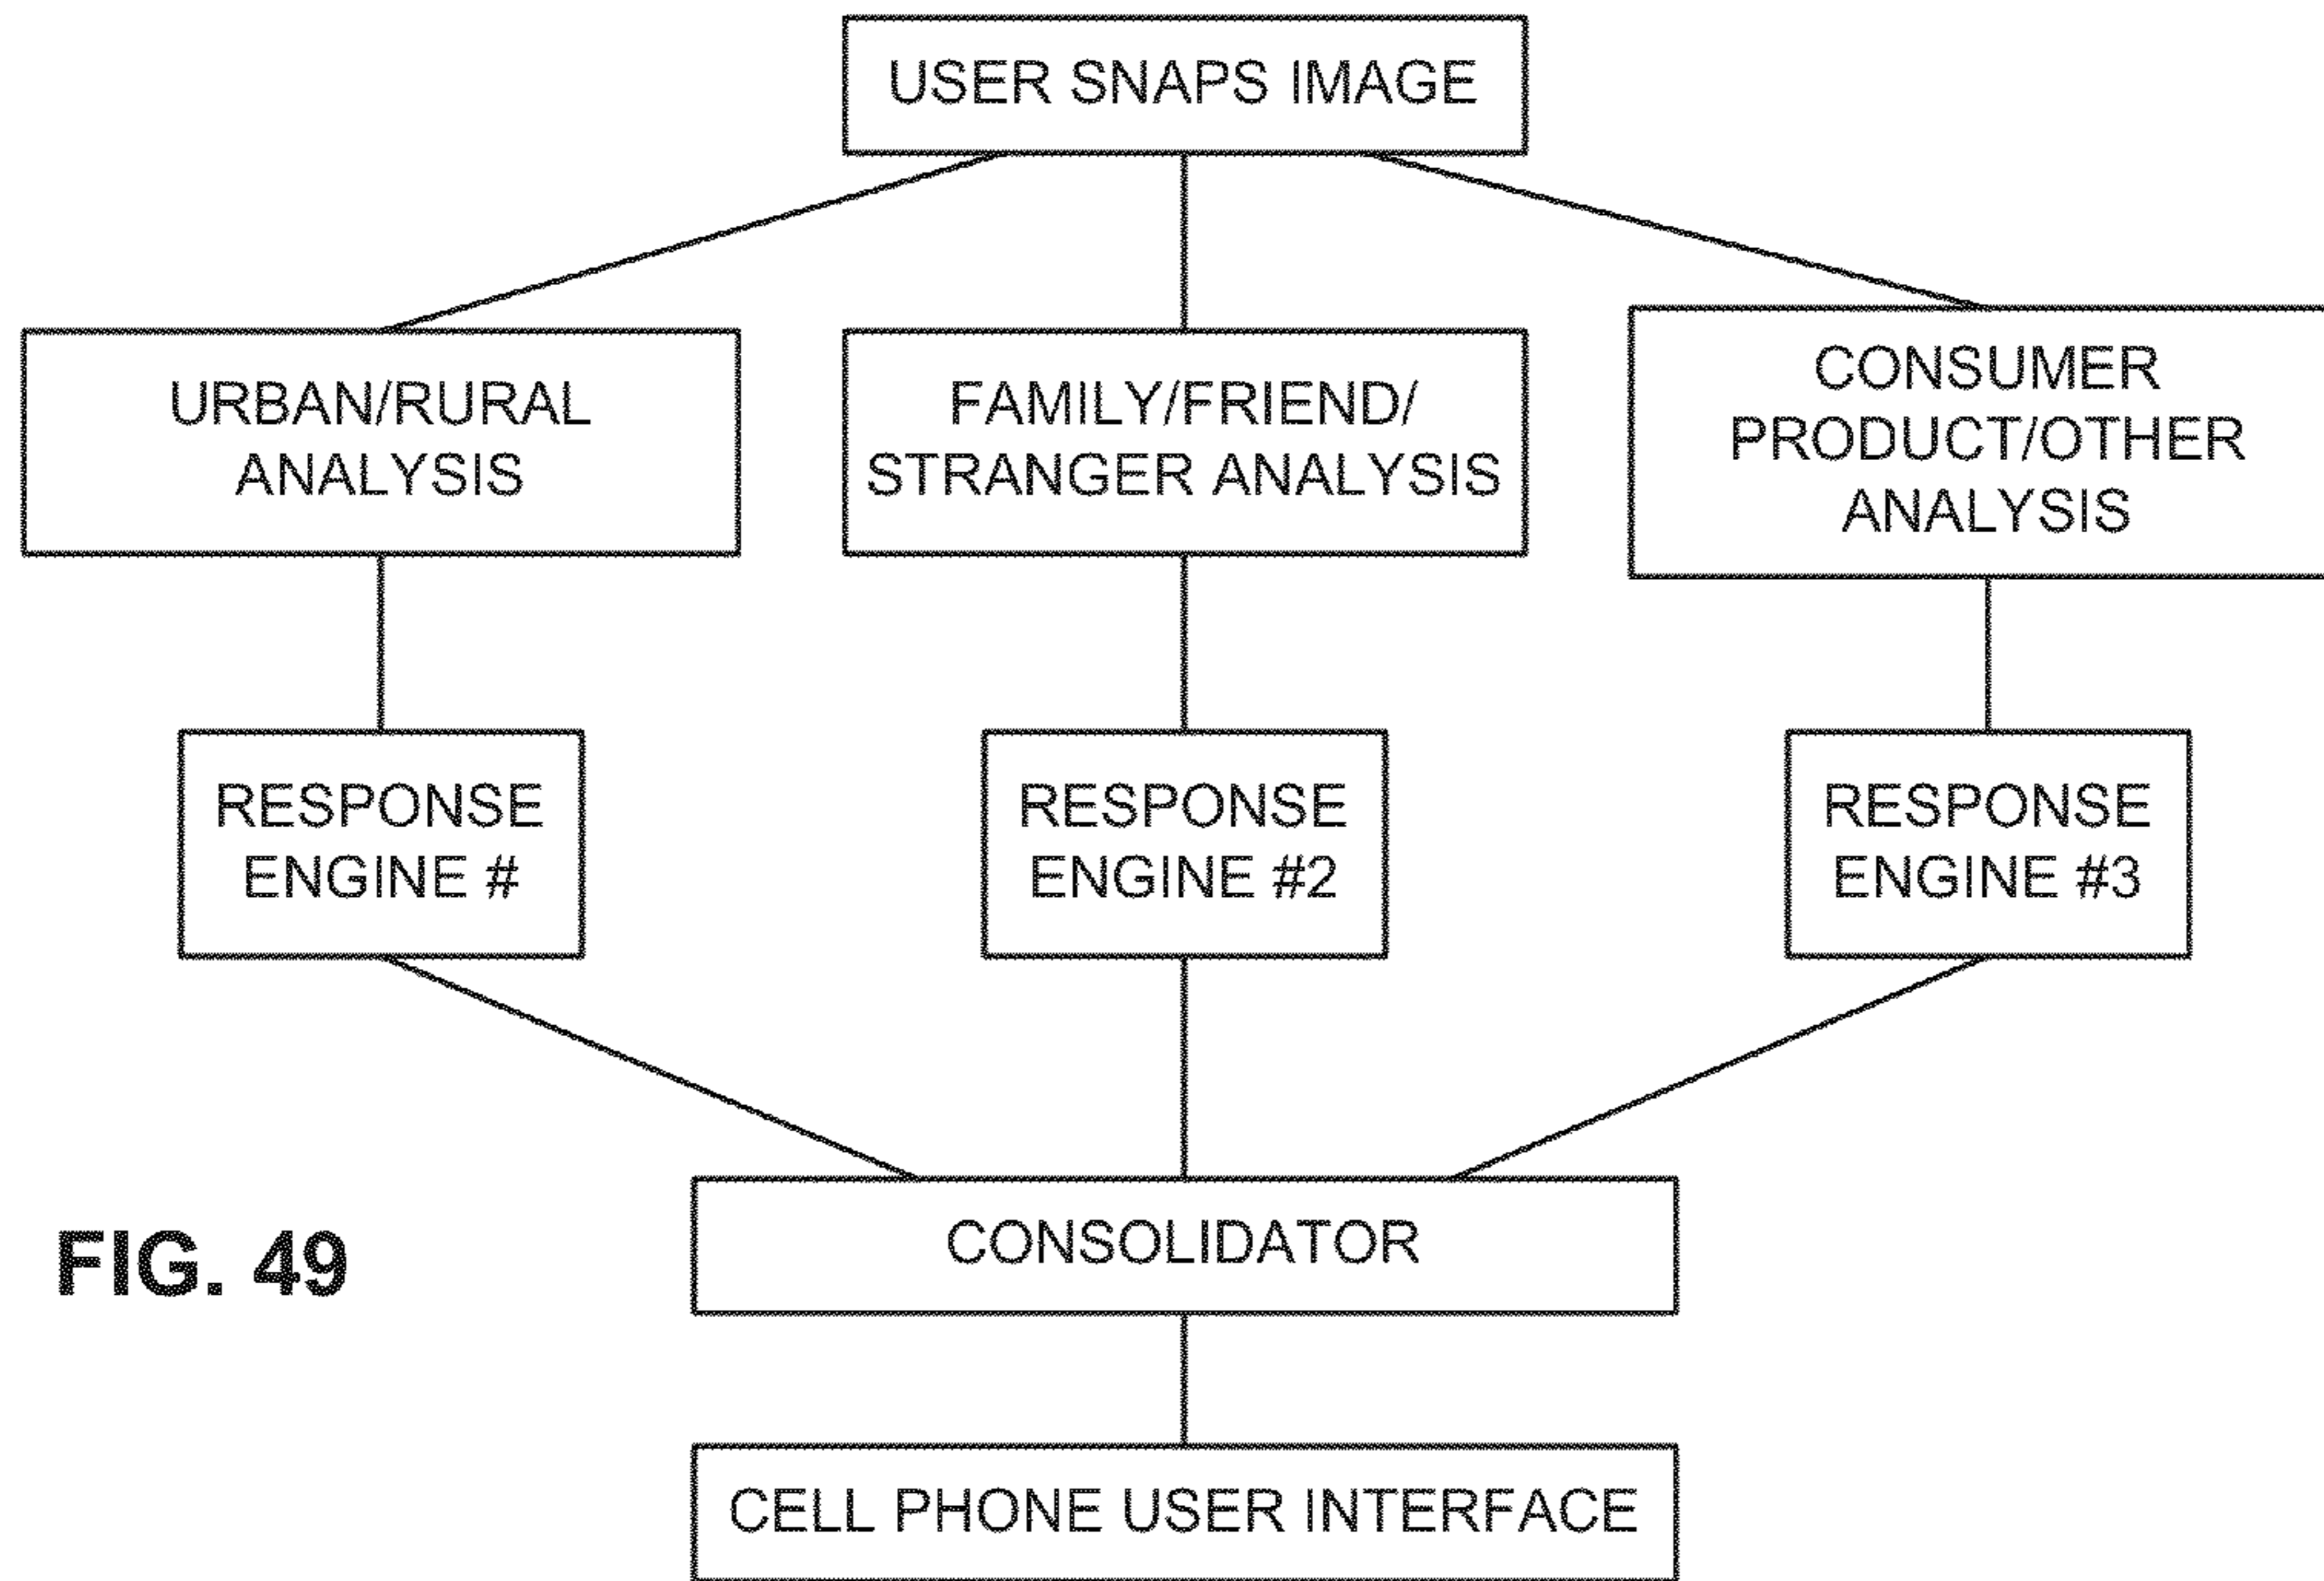 USER SNAPS IMAGE
URBAN/RURAL
ANALYSIS
FAMILY/FRIEND/
STRANGER ANALYSIS
CONSUMER
PRODUCT/OTHER
ANALYSIS
RESPONSE
ENGINE #
RESPONSE
ENGINE #2
RESPONSE
ENGINE #3
CONSOLIDATOR
FIG. 49
CELL PHONE USER INTERFACE